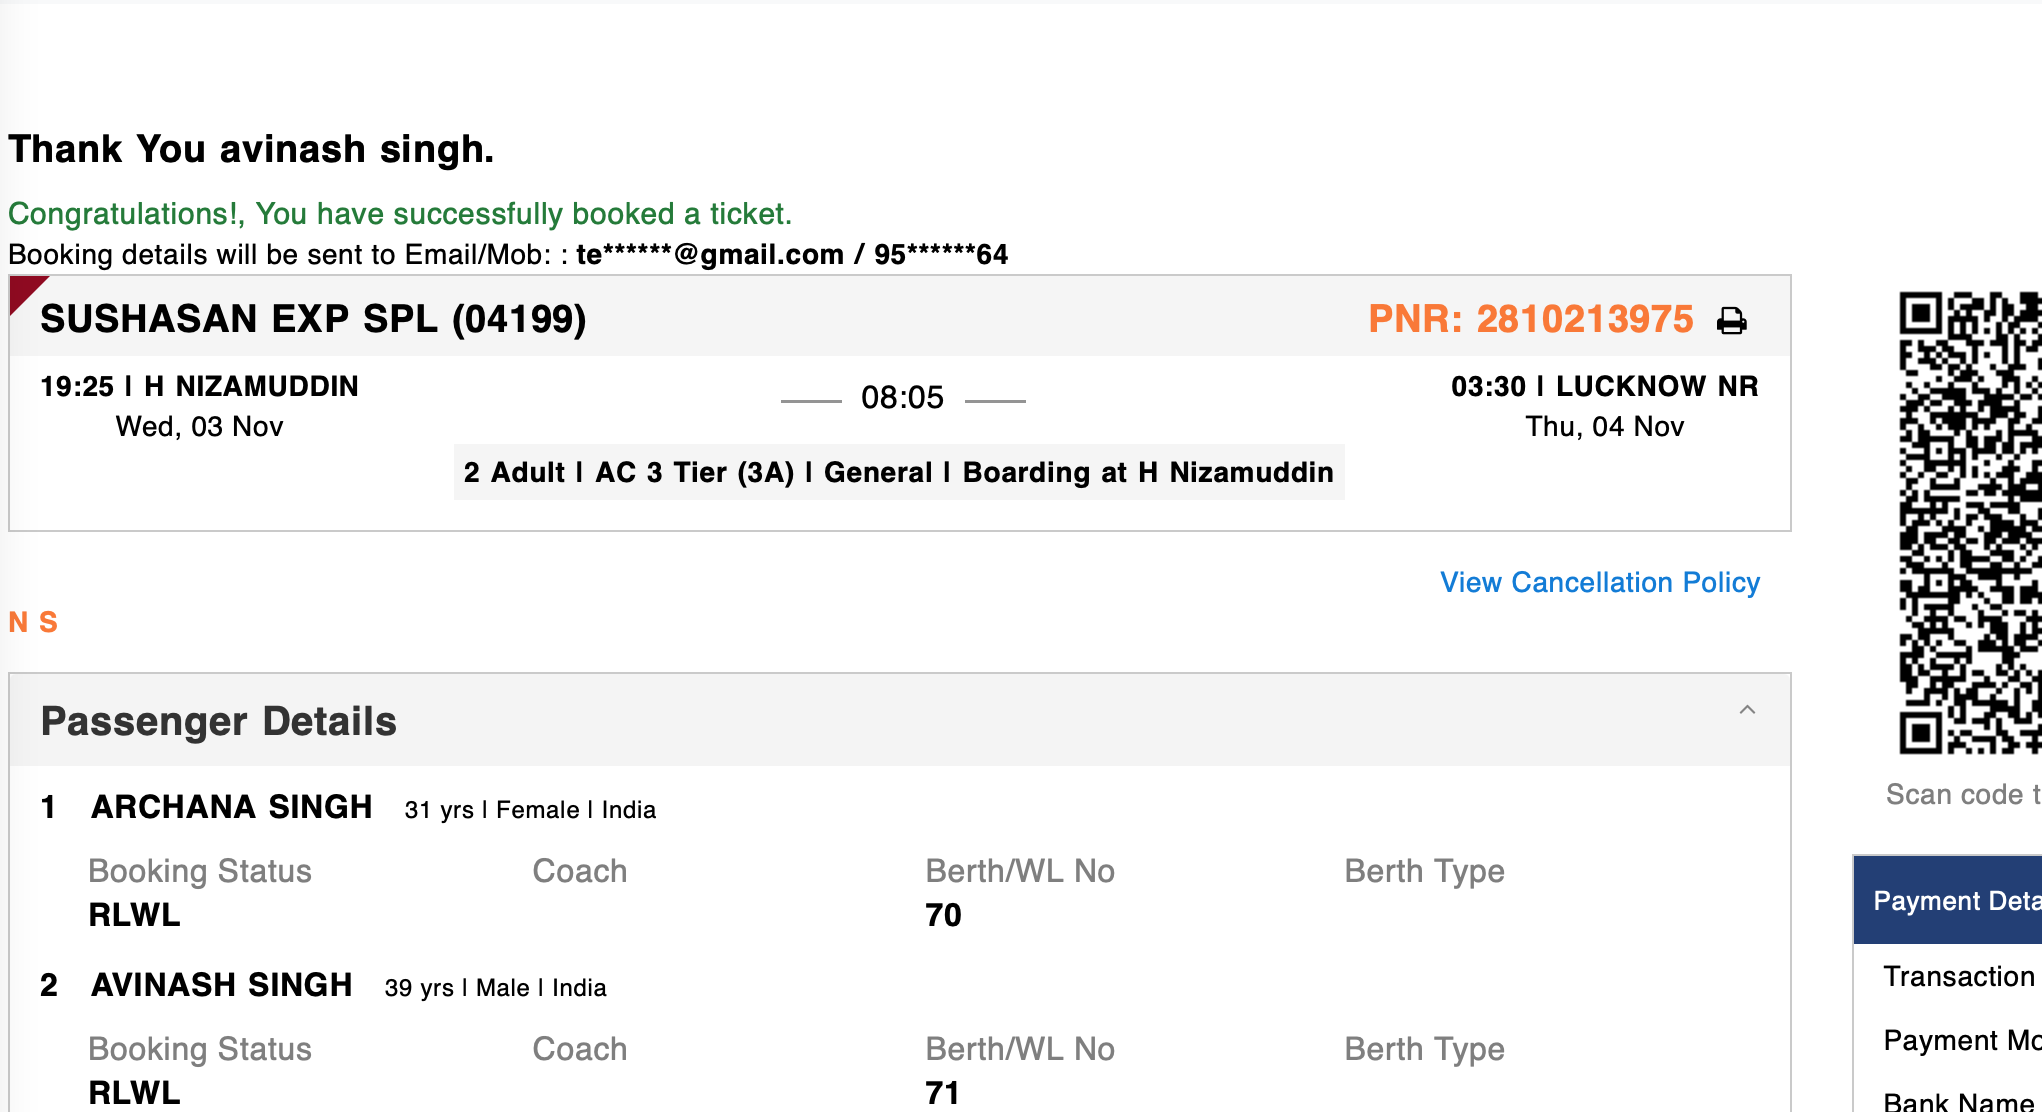 Thank You avinash singh.
Congratulations!, You have successfully booked a ticket.
Booking details will be sent to Email/Mob: : te******@gmail.com / 95******64
SUSHASAN EXP SPL (04199)
PNR: 2810213975
19:25 | H NIZAMUDDIN
08:05
03:30 | LUCKNOW NR
Wed, 03 Nov
Thu, 04 Nov
2 Adult | AC 3 Tier (3A) | General | Boarding at H Nizamuddin
View Cancellation Policy
N S
Passenger Details
1 ARCHANA SINGH 31 yrs | Female | India
Booking Status Coach Berth/WL No Berth Type
RLWL 70
2 AVINASH SINGH 39 yrs | Male | India
Booking Status Coach Berth/WL No Berth Type
RLWL 71
Scan code t
Payment Deta
Transaction
Payment Mo
Bank Name